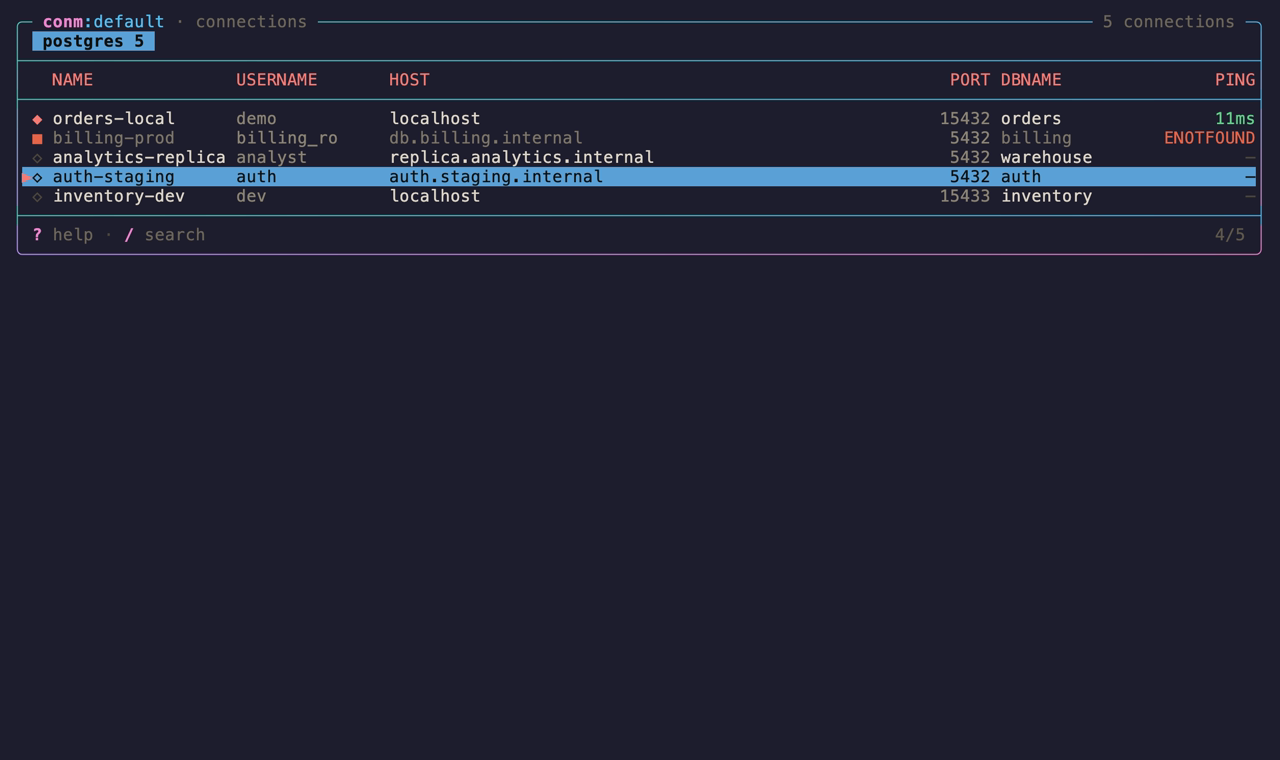 conm:default · connections 5 connections
postgres 5
NAME USERNAME HOST PORT DBNAME PING
◆ orders-local demo localhost 15432 orders 11ms
■ billing-prod billing_ro db.billing.internal 5432 billing ENOTFOUND
◇ analytics-replica analyst replica.analytics.internal 5432 warehouse —
▶◇ auth-staging auth auth.staging.internal 5432 auth —
◇ inventory-dev dev localhost 15433 inventory —
? help · / search 4/5